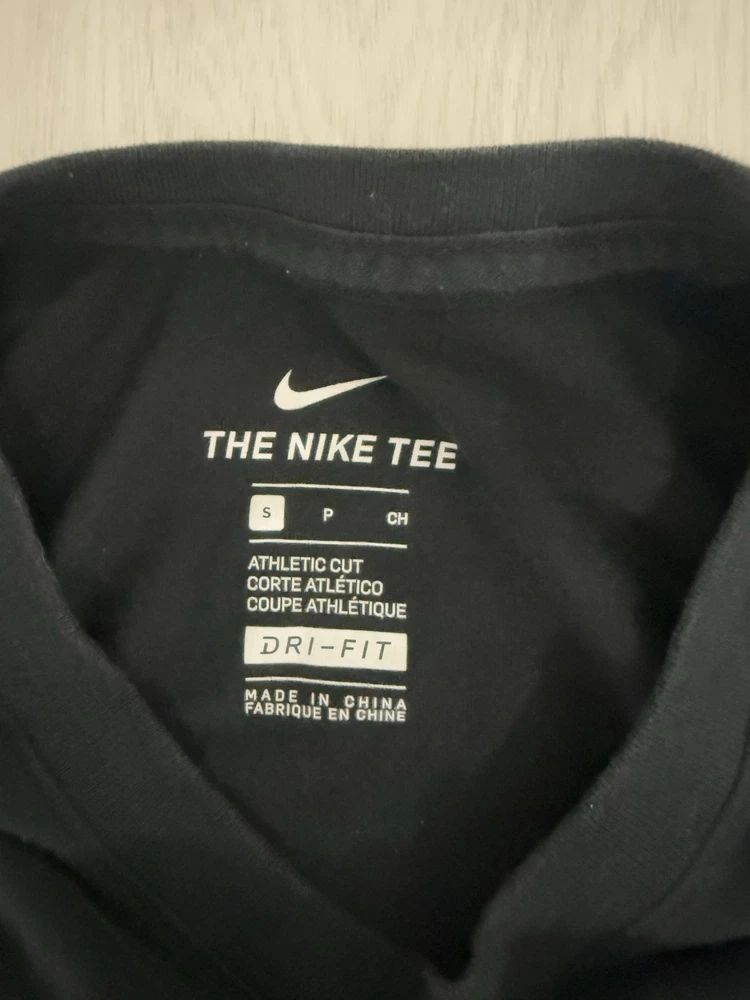 THE NIKE TEE
S P CH
ATHLETIC CUT
CORTE ATLÉTICO
COUPE ATHLÉTIQUE
DRI-FIT
MADE IN CHINA
FABRIQUE EN CHINE